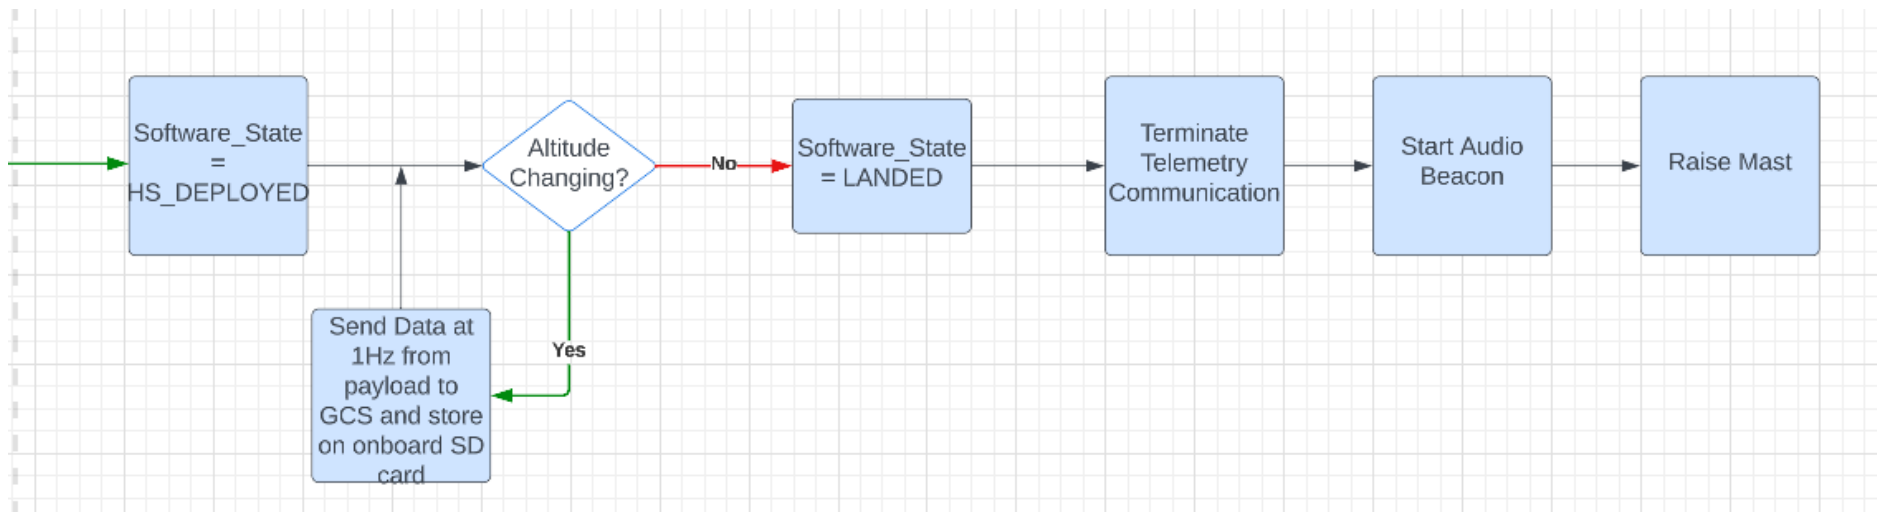 Software_State
=
HS_DEPLOYED
Altitude
Changing?
No
Software_State
= LANDED
Terminate
Telemetry
Communication
Start Audio
Beacon
Raise Mast
Yes
Send Data at
1Hz from
payload to
GCS and store
on onboard SD
card